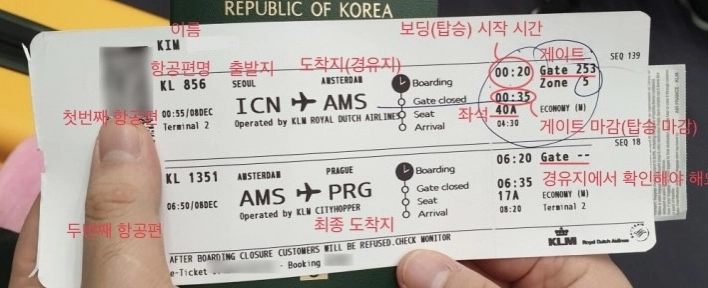 REPUBLIC OF KOREA
이름
보딩(탑승) 시작 시간
KIM
게이트
SEQ 139
항공편명 출발지 도착지(경유지)
KL 856 SEOUL AMSTERDAM
Boarding 00:20 Gate 253
Zone 5
ICN AMS
Gate closed 00:35
첫번째 항공편
00:55/08DEC
Operated by KLM ROYAL DUTCH AIRLINES
Seat 좌석 40A ECONOMY (M)
Terminal 2
Arrival 04:30
게이트 마감(탑승 마감)
SEQ 18
KL 1351 AMSTERDAM PRAGUE
Boarding 06:20 Gate --
AMS PRG
Gate closed 06:35
경유지에서 확인해야 해요
06:50/08DEC
Operated by KLM CITYHOPPER
Seat 17A ECONOMY (M)
Arrival 08:20 Terminal 2
두번째 항공편
최종 도착지
AFTER BOARDING CLOSURE CUSTOMERS WILL BE REFUSED.CHECK MONITOR
KLM Royal Dutch Airlines
e-Ticket - Booking